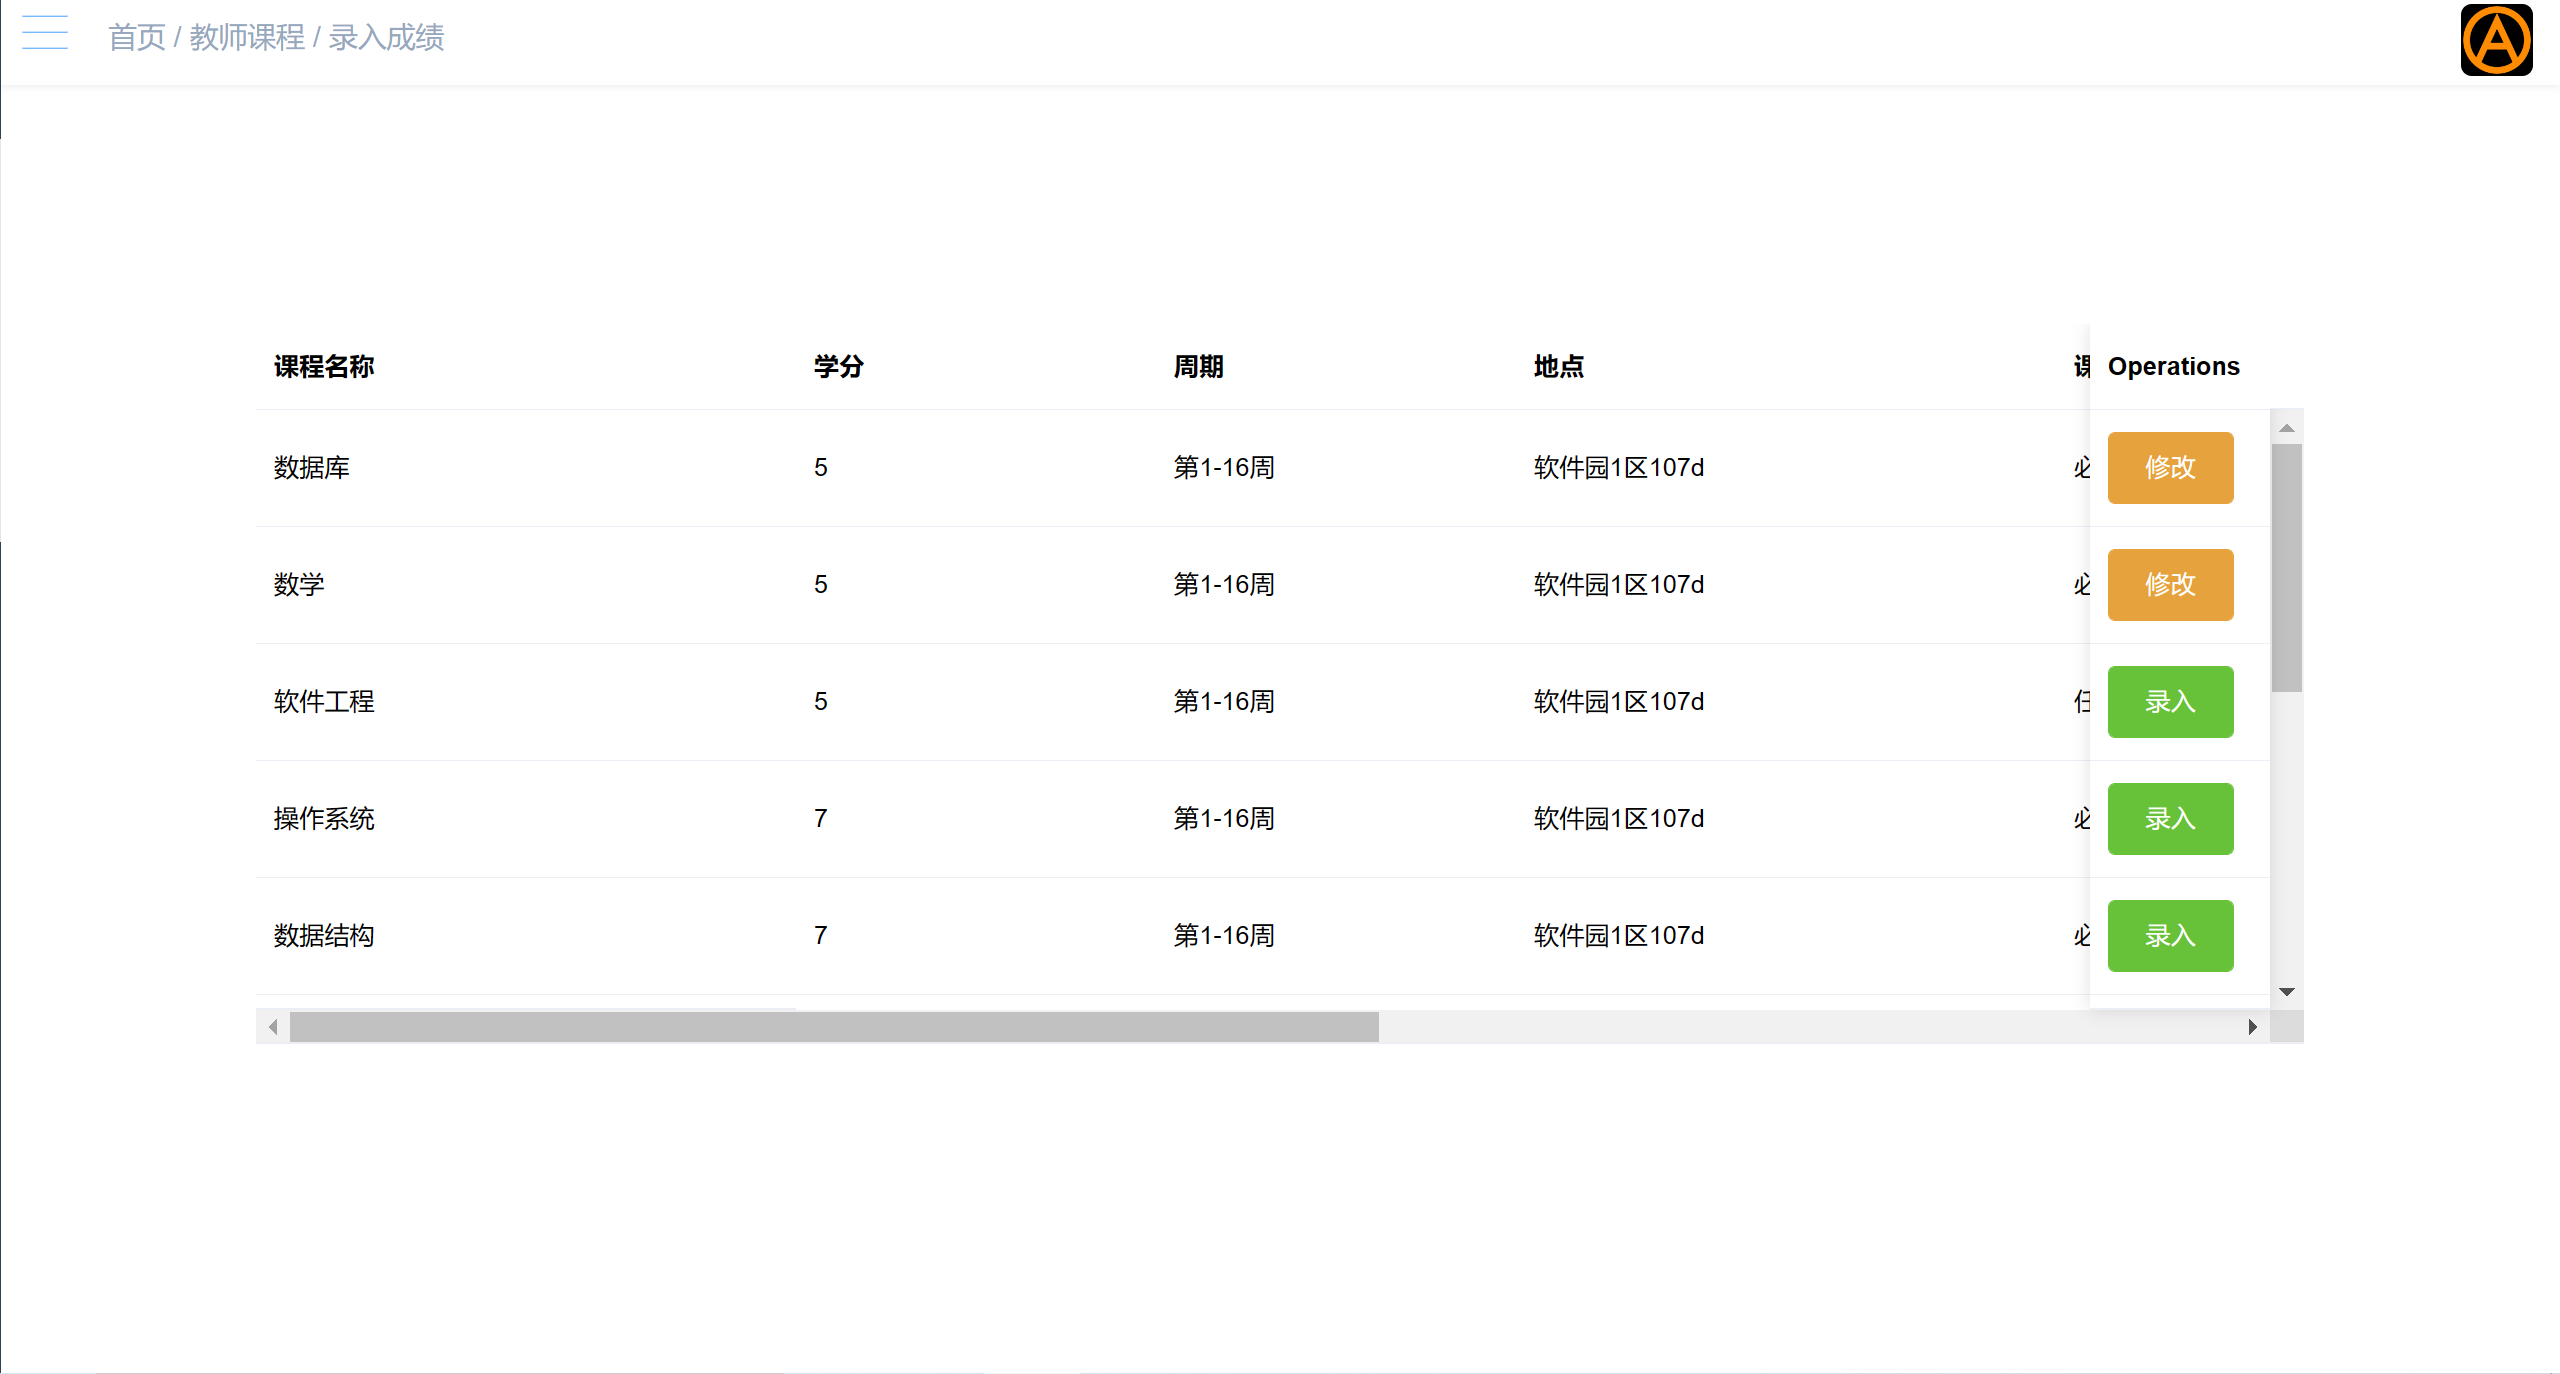 首页 / 教师课程 / 录入成绩
课程名称 学分 周期 地点 课 Operations
数据库 5 第1-16周 软件园1区107d 必 修改
数学 5 第1-16周 软件园1区107d 必 修改
软件工程 5 第1-16周 软件园1区107d 任 录入
操作系统 7 第1-16周 软件园1区107d 必 录入
数据结构 7 第1-16周 软件园1区107d 必 录入